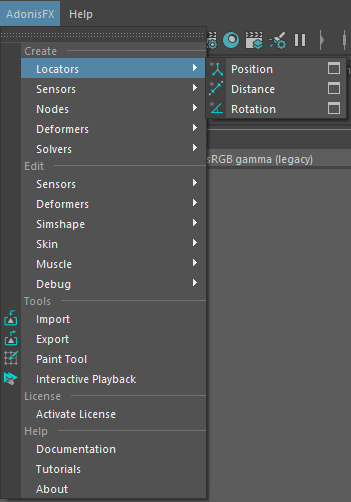 AdonisFX Help
Create
Locators
Sensors
Nodes
Deformers
Solvers
Edit
Sensors
Deformers
Simshape
Skin
Muscle
Debug
Tools
Import
Export
Paint Tool
Interactive Playback
License
Activate License
Help
Documentation
Tutorials
About
Position
Distance
Rotation
sRGB gamma (legacy)